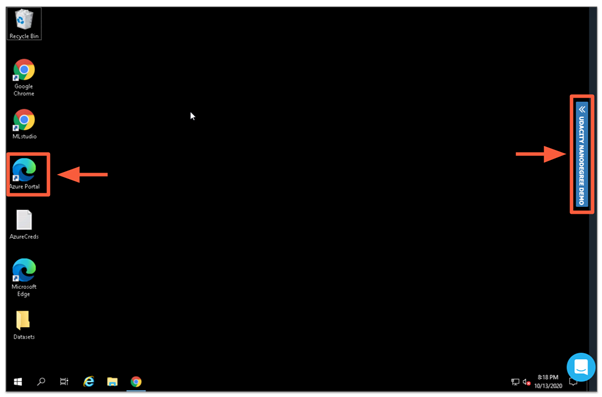 Recycle Bin
Google
Chrome
MLstudio
Azure Portal
AzureCreds
Microsoft
Edge
Datasets
UDACITY NANODEGREE DEMO
8:18 PM
10/13/2020